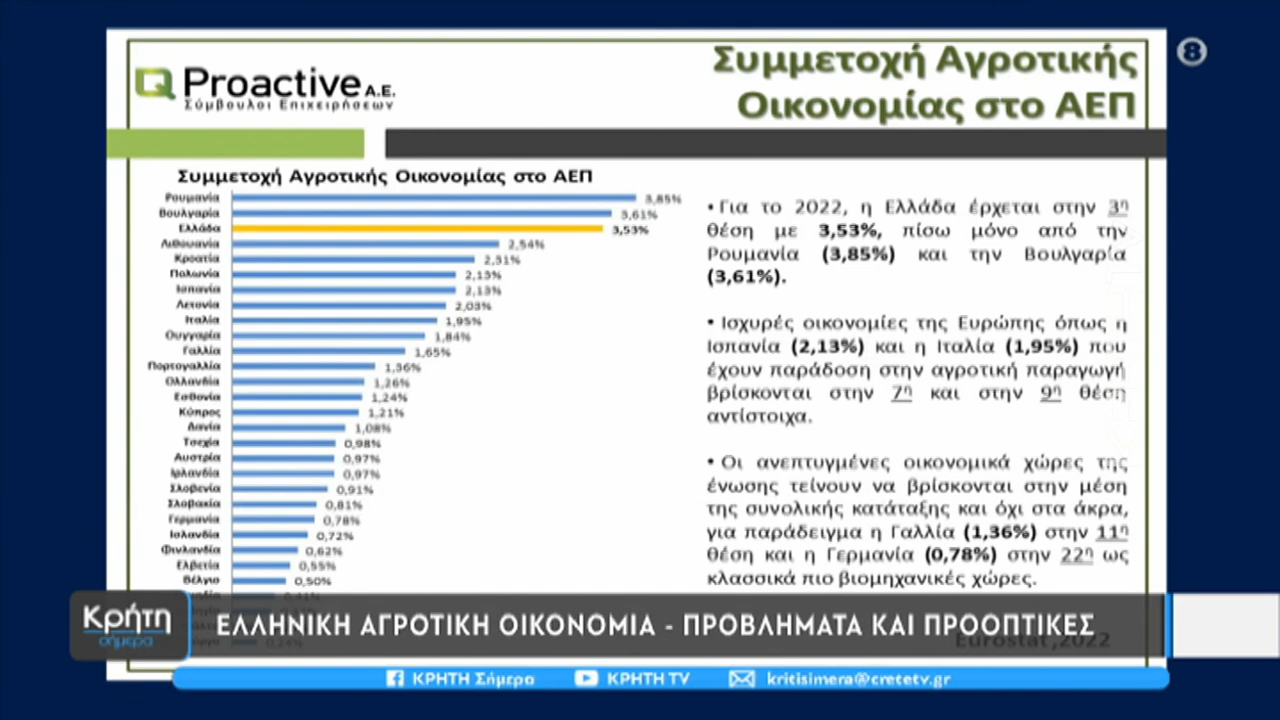 Συμμετοχή Αγροτικής
Οικονομίας στο ΑΕΠ
8
Proactive Α.Ε.
Σύμβουλοι Επιχειρήσεων
Συμμετοχή Αγροτικής Οικονομίας στο ΑΕΠ
Ρουμανία 3,85%
Βουλγαρία 3,61%
Ελλάδα 3,53%
Λιθουανία 2,54%
Κροατία 2,31%
Πολωνία 2,13%
Ισπανία 2,13%
Λετονία 2,03%
Ιταλία 1,95%
Ουγγαρία 1,84%
Γαλλία 1,65%
Πορτογαλλία 1,36%
Ολλανδία 1,26%
Εσθονία 1,24%
Κύπρος 1,21%
Δανία 1,08%
Τσεχία 0,98%
Αυστρία 0,97%
Ιρλανδία 0,97%
Σλοβενία 0,91%
Σλοβακία 0,81%
Γερμανία 0,78%
Ισλανδία 0,72%
Φινλανδία 0,62%
Ελβετία 0,55%
Βέλγιο 0,50%
• Για το 2022, η Ελλάδα έρχεται στην 3η
θέση με 3,53%, πίσω μόνο από την
Ρουμανία (3,85%) και την Βουλγαρία
(3,61%).
• Ισχυρές οικονομίες της Ευρώπης όπως η
Ισπανία (2,13%) και η Ιταλία (1,95%) που
έχουν παράδοση στην αγροτική παραγωγή
βρίσκονται στην 7η και στην 9η θέση
αντίστοιχα.
• Οι ανεπτυγμένες οικονομικά χώρες της
ένωσης τείνουν να βρίσκονται στην μέση
της συνολικής κατάταξης και όχι στα άκρα,
για παράδειγμα η Γαλλία (1,36%) στην 11η
θέση και η Γερμανία (0,78%) στην 22η ως
κλασσικά πιο βιομηχανικές χώρες.
Eurostat,2022
Κρήτη
σήμερα
ΕΛΛΗΝΙΚΗ ΑΓΡΟΤΙΚΗ ΟΙΚΟΝΟΜΙΑ - ΠΡΟΒΛΗΜΑΤΑ ΚΑΙ ΠΡΟΟΠΤΙΚΕΣ
ΚΡΗΤΗ Σήμερα ΚΡΗΤΗ TV kritisimera@cretetv.gr